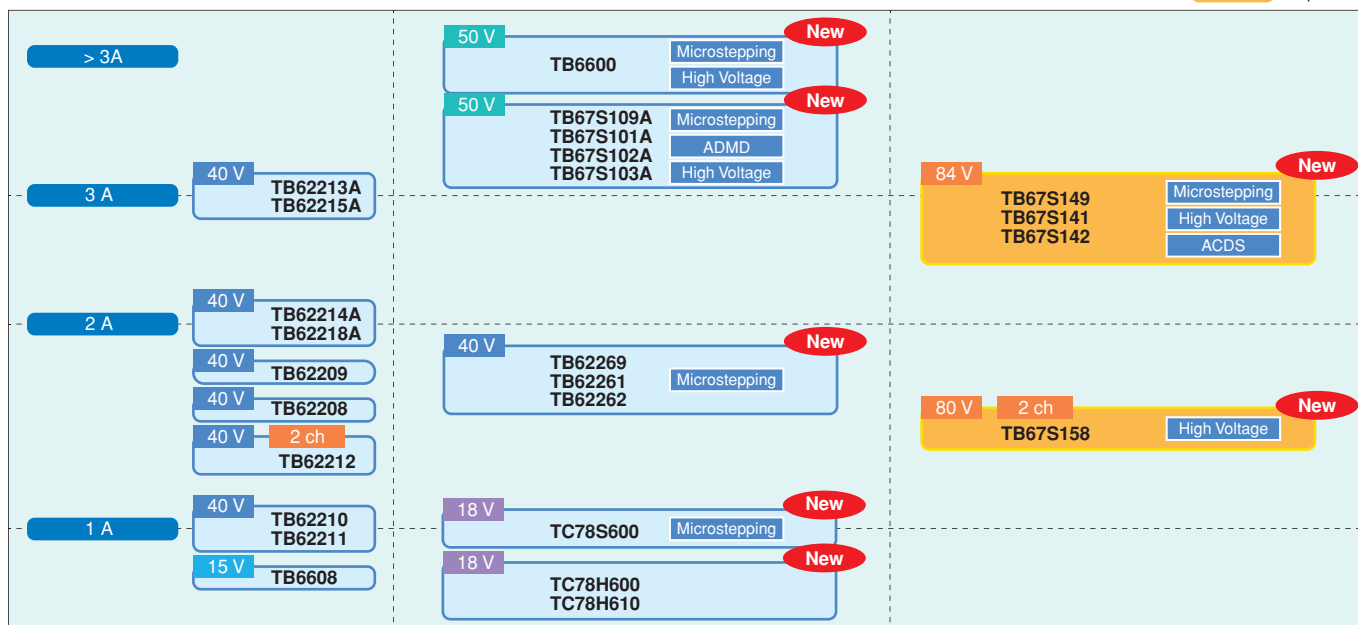 > 3A
50 V
New
TB6600
Microstepping
High Voltage
50 V
New
TB67S109A
TB67S101A
TB67S102A
TB67S103A
Microstepping
ADMD
High Voltage
3 A
40 V
TB62213A
TB62215A
84 V
New
TB67S149
TB67S141
TB67S142
Microstepping
High Voltage
ACDS
2 A
40 V
TB62214A
TB62218A
40 V
TB62209
40 V
TB62208
40 V
2 ch
TB62212
40 V
New
TB62269
TB62261
TB62262
Microstepping
80 V
2 ch
New
TB67S158
High Voltage
1 A
40 V
TB62210
TB62211
15 V
TB6608
18 V
New
TC78S600
Microstepping
18 V
New
TC78H600
TC78H610